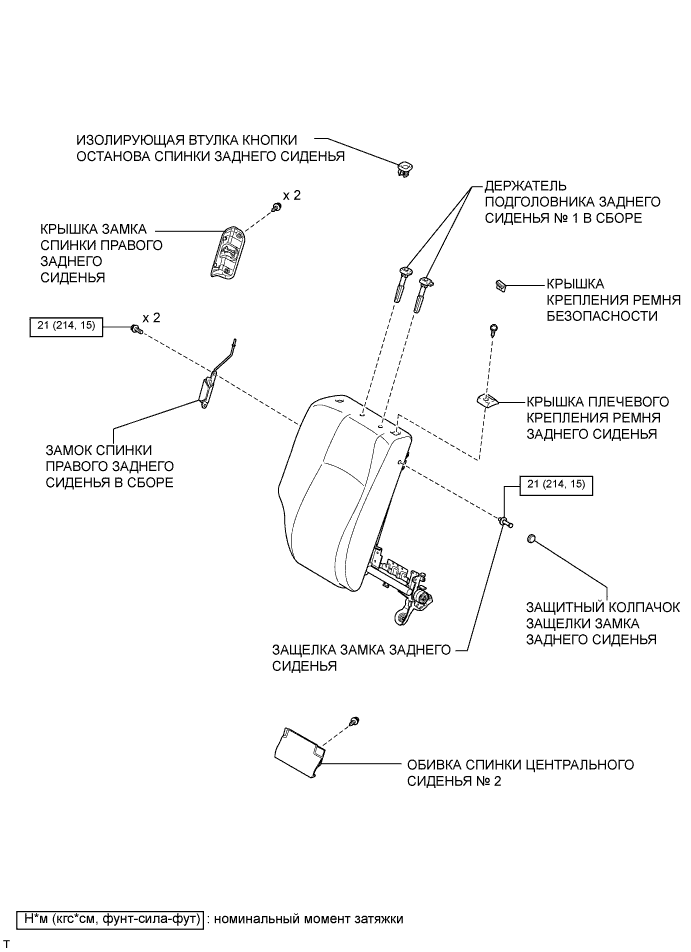 ИЗОЛИРУЮЩАЯ ВТУЛКА КНОПКИ
ОСТАНОВА СПИНКИ ЗАДНЕГО СИДЕНЬЯ
x 2
ДЕРЖАТЕЛЬ
ПОДГОЛОВНИКА ЗАДНЕГО
СИДЕНЬЯ № 1 В СБОРЕ
КРЫШКА ЗАМКА
СПИНКИ ПРАВОГО
ЗАДНЕГО
СИДЕНЬЯ
КРЫШКА
КРЕПЛЕНИЯ РЕМНЯ
БЕЗОПАСНОСТИ
21 (214, 15)
x 2
КРЫШКА ПЛЕЧЕВОГО
КРЕПЛЕНИЯ РЕМНЯ
ЗАДНЕГО СИДЕНЬЯ
ЗАМОК СПИНКИ
ПРАВОГО ЗАДНЕГО
СИДЕНЬЯ В СБОРЕ
21 (214, 15)
ЗАЩИТНЫЙ КОЛПАЧОК
ЗАЩЕЛКИ ЗАМКА
ЗАДНЕГО СИДЕНЬЯ
ЗАЩЕЛКА ЗАМКА ЗАДНЕГО
СИДЕНЬЯ
ОБИВКА СПИНКИ ЦЕНТРАЛЬНОГО
СИДЕНЬЯ № 2
Н*м (кгс*см, фунт-сила-фут) : номинальный момент затяжки
T